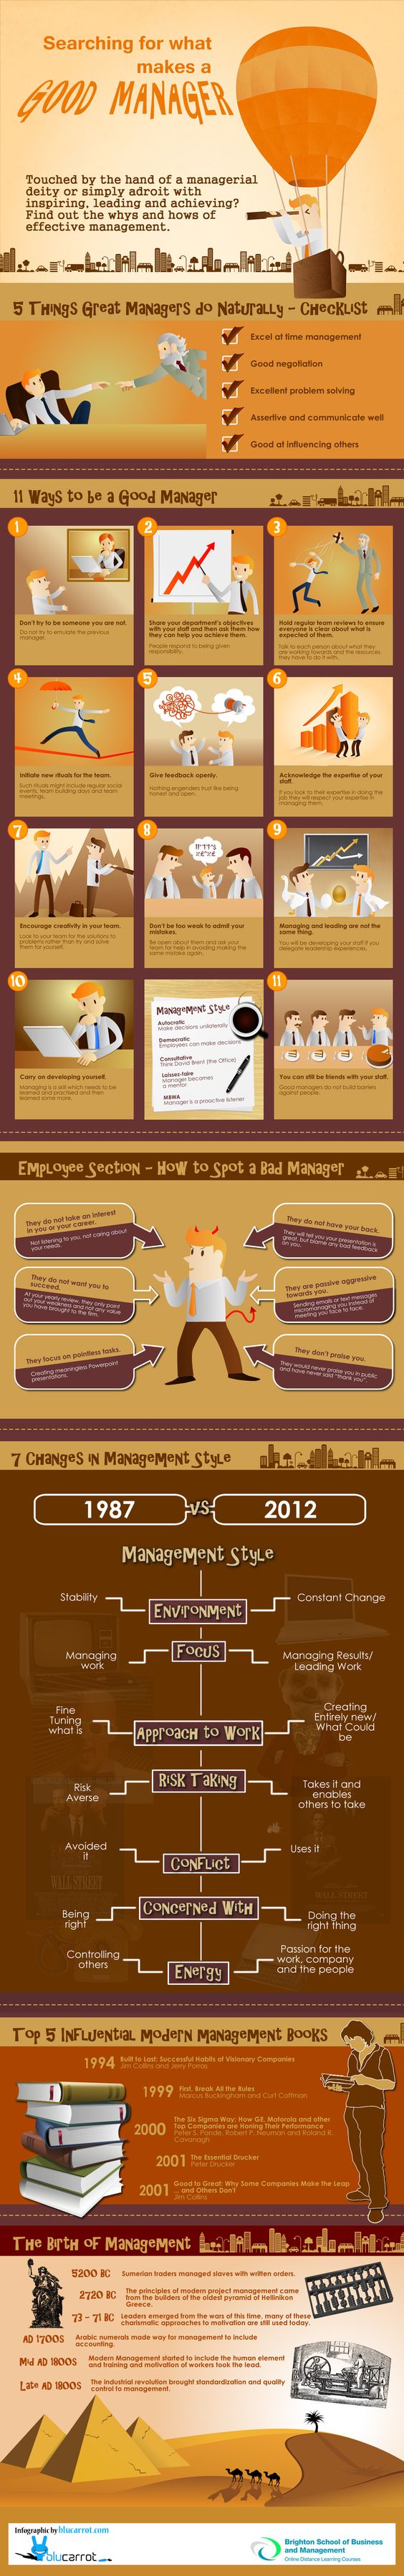 Searching for what
makes a
GOOD MANAGER
Touched by the hand of a managerial
deity or simply adroit with
inspiring, leading and achieving?
Find out the whys and hows of
effective management.
5 Things Great Managers do Naturally - Checklist
Excel at time management
Good negotiation
Excellent problem solving
Assertive and communicate well
Good at influencing others
11 Ways to be a Good Manager
1
Don't try to be someone you are not.
Do not try to emulate the previous
manager.
2
Share your department's objectives
with your staff and then ask them how
they can help you achieve them.
People respond to being given
responsibility.
3
Hold regular team reviews to ensure
everyone is clear about what is
expected of them.
Talk to each person about what they
are working towards and the resources
they have to do it with.
4
Initiate new rituals for the team.
Such rituals might include regular social
events, team building days and team
meetings.
5
Give feedback openly.
Nothing engenders trust like being
honest and open.
6
Acknowledge the expertise of your
staff.
If you look to their expertise in doing the
job they will respect your expertise in
managing them.
7
Encourage creativity in your team.
Look to your team for the solutions to
problems rather than try and solve
them for yourself.
8
Don't be too weak to admit your
mistakes.
Be open about them and ask your
team for help in avoiding making the
same mistake again.
9
Managing and leading are not the
same thing.
You will be developing your staff if you
delegate leadership experiences.
10
Carry on developing yourself.
Managing is a skill which needs to be
learned and practised and then
learned some more.
Management Style
Autocratic
Make decisions unilaterally
Democratic
Employees can make decisions
Consultative
Think David Brent (the Office)
Laissez-faire
Manager becomes
a mentor
MBWA
Manager is a proactive listener
11
You can still be friends with your staff.
Good managers do not build barriers
against people.
Employee Section - How to Spot a Bad Manager
They do not take an interest
in you or your career.
Not listening to you, not caring about
your needs.
They do not have your back.
They will tell you your presentation is
great, but blame any bad feedback
on you.
They do not want you to
succeed.
At your yearly review, they only point
out your weakness and not any value
you have brought to the firm.
They are passive aggressive
towards you.
Sending emails or text messages
micromanaging you instead of
meeting you face to face.
They focus on pointless tasks.
Creating meaningless Powerpoint
presentations.
They don't praise you.
They would never praise you in public
and have never said "thank you".
7 Changes in Management Style
1987 -VS- 2012
Management Style
Stability
Environment
Constant Change
Managing
work
Focus
Managing Results/
Leading Work
Fine
Tuning
what is
Approach to Work
Creating
Entirely new/
What Could
be
Risk
Averse
Risk Taking
Takes it and
enables
others to take
Avoided
it
Conflict
Uses it
WALL STREET
WALL STREET
Being
right
Concerned With
Doing the
right thing
Controlling
others
Energy
Passion for the
work, company
and the people
Top 5 Influential Modern Management Books
1994 Built to Last: Successful Habits of Visionary Companies
Jim Collins and Jerry Porras
1999 First, Break All the Rules
Marcus Buckingham and Curt Coffman
2000 The Six Sigma Way: How GE, Motorola and other
Top Companies are Honing Their Performance
Peter S. Pande, Robert P. Neuman and Roland R.
Cavanagh
2001 The Essential Drucker
Peter Drucker
2001 Good to Great: Why Some Companies Make the Leap
... and Others Don't
Jim Collins
The Birth of Management
5200 BC Sumerian traders managed slaves with written orders.
2720 BC The principles of modern project management came
from the builders of the oldest pyramid of Hellinikon
Greece.
73 - 71 BC Leaders emerged from the wars of this time, many of these
charismatic approaches to motivation are still used today.
AD 1700s Arabic numerals made way for management to include
accounting.
Mid AD 1800s Modern Management started to include the human element
and training and motivation of workers took the lead.
Late AD 1800s The industrial revolution brought standardization and quality
control to management.
Infographic by blucarrot.com
blucarrot
Brighton School of Business
and Management
Online Distance Learning Courses